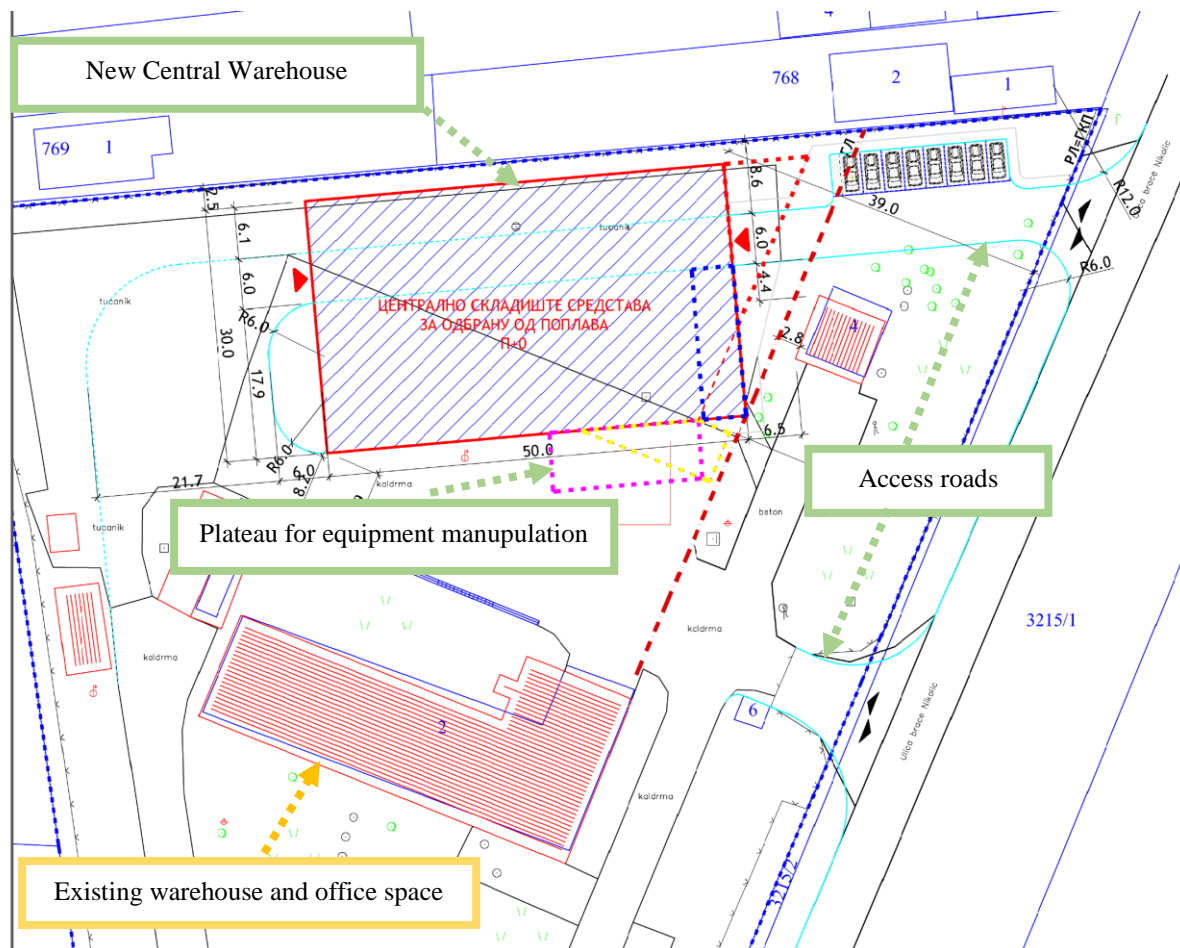 4
New Central Warehouse
768
2
1
769
1
РЛ=ГКП
Ulica brace Nikolic
R12.0
2.5
8.6
39.0
6.1
tucanik
6.0
R6.0
6.0
4.4
tucanik
ЦЕНТРАЛНО СКЛАДИШТЕ СРЕДСТАВА
ЗА ОДБРАНУ ОД ПОПЛАВА
П+0
R6.0
30.0
2.8
4
17.9
6.5
R6.0
50.0
6.0
21.7
kaldrma
8.2
Access roads
beton
tucanik
Plateau for equipment manupulation
3215/1
kaldrma
kaldrma
2
6
Ulica brace Nikolic
kaldrma
Existing warehouse and office space
3215/2